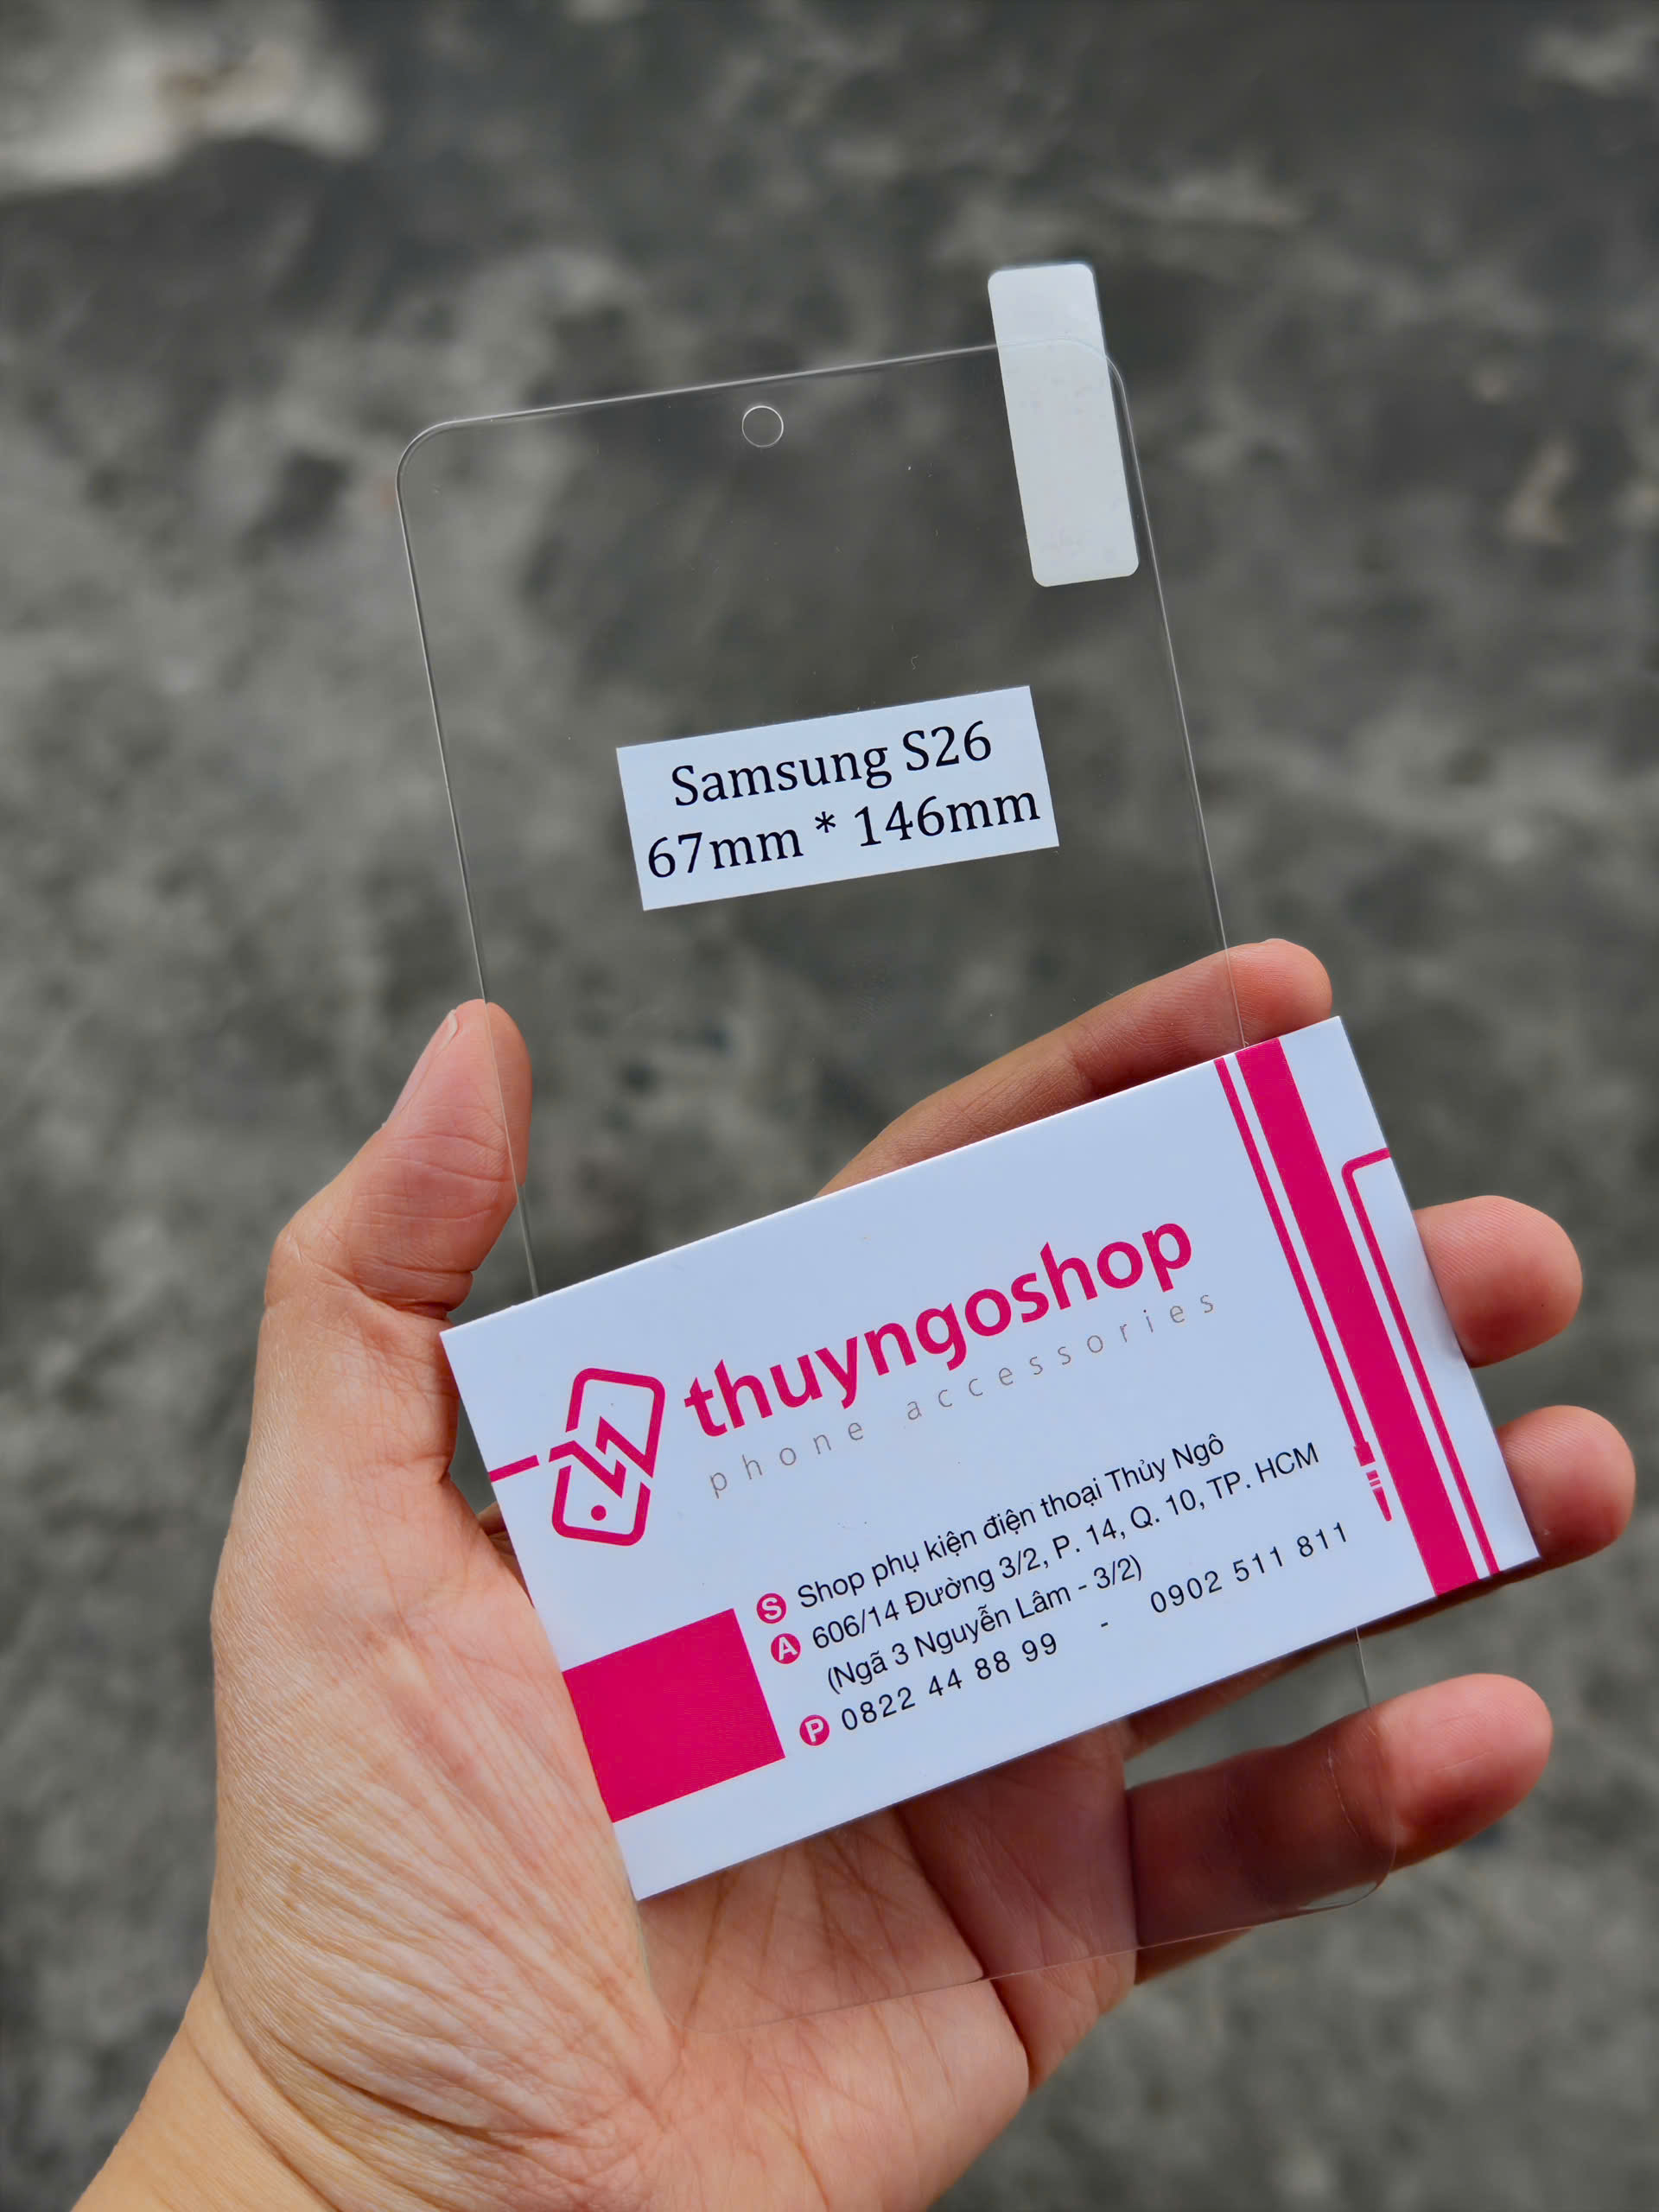 Samsung S26
67mm * 146mm
thuyngoshop
phone accessories
S Shop phụ kiện điện thoại Thủy Ngô
A 606/14 Đường 3/2, P. 14, Q. 10, TP. HCM
(Ngã 3 Nguyễn Lâm - 3/2)
P 0822 44 88 99 - 0902 511 811